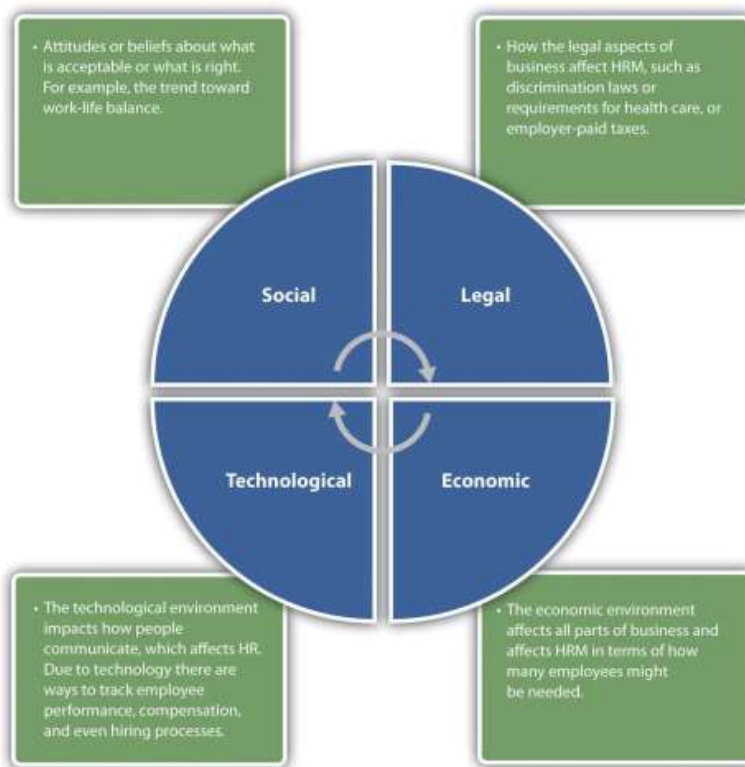 • Attitudes or beliefs about what
is acceptable or what is right.
For example, the trend toward
work-life balance.
• How the legal aspects of
business affect HRM, such as
discrimination laws or
requirements for health care, or
employer-paid taxes.
Social
Legal
Technological
Economic
• The technological environment
impacts how people
communicate, which affects HR.
Due to technology there are
ways to track employee
performance, compensation,
and even hiring processes.
• The economic environment
affects all parts of business and
affects HRM in terms of how
many employees might
be needed.